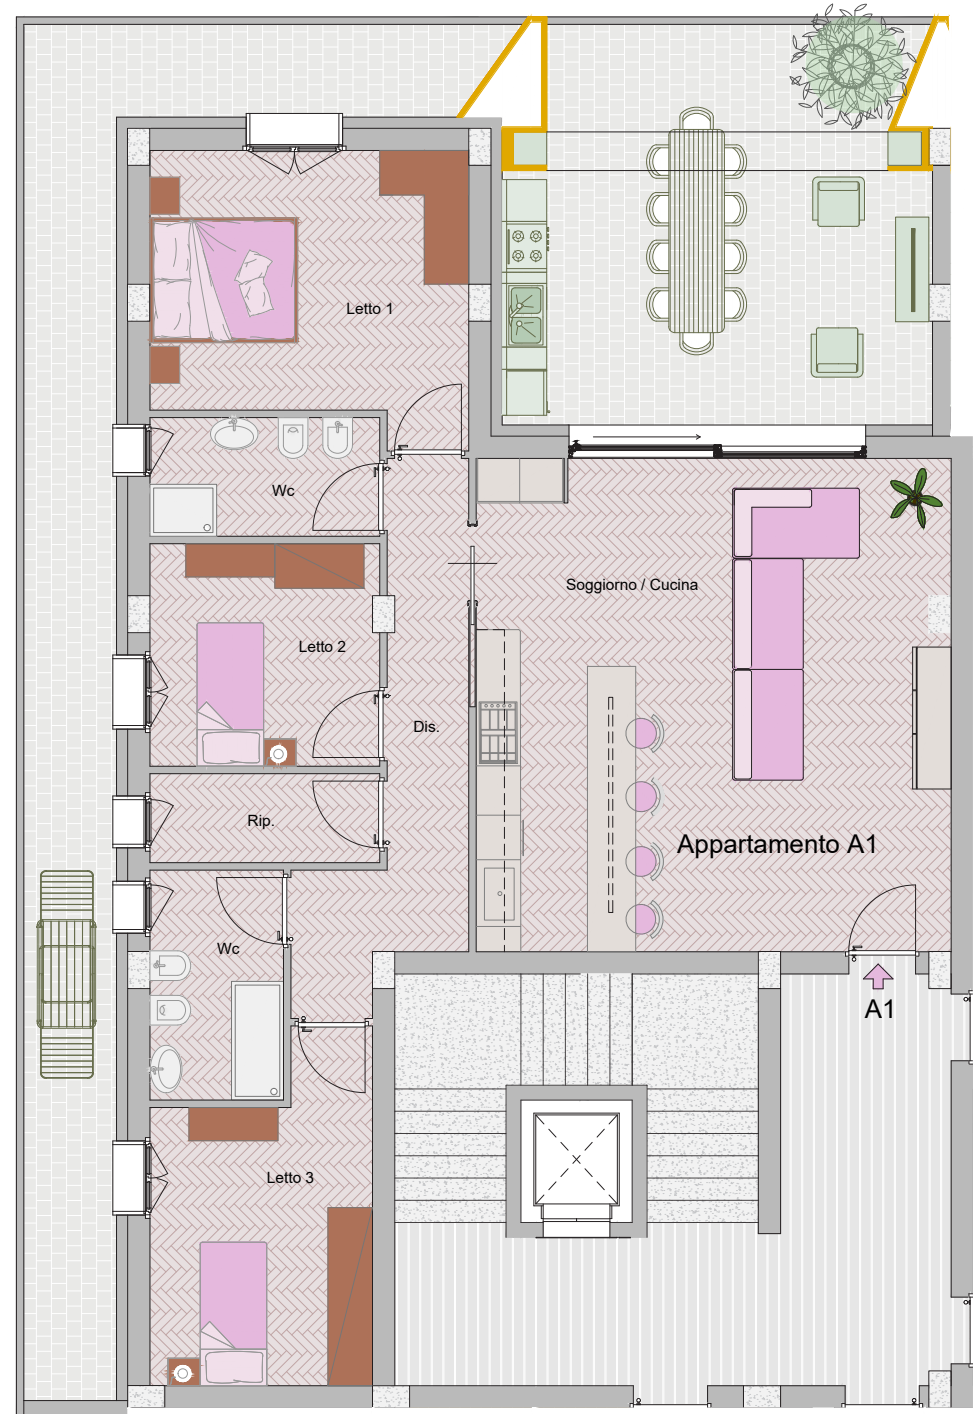 Letto 1
Wc
Soggiorno / Cucina
Letto 2
Dis.
Rip.
Appartamento A1
Wc
A1
Letto 3